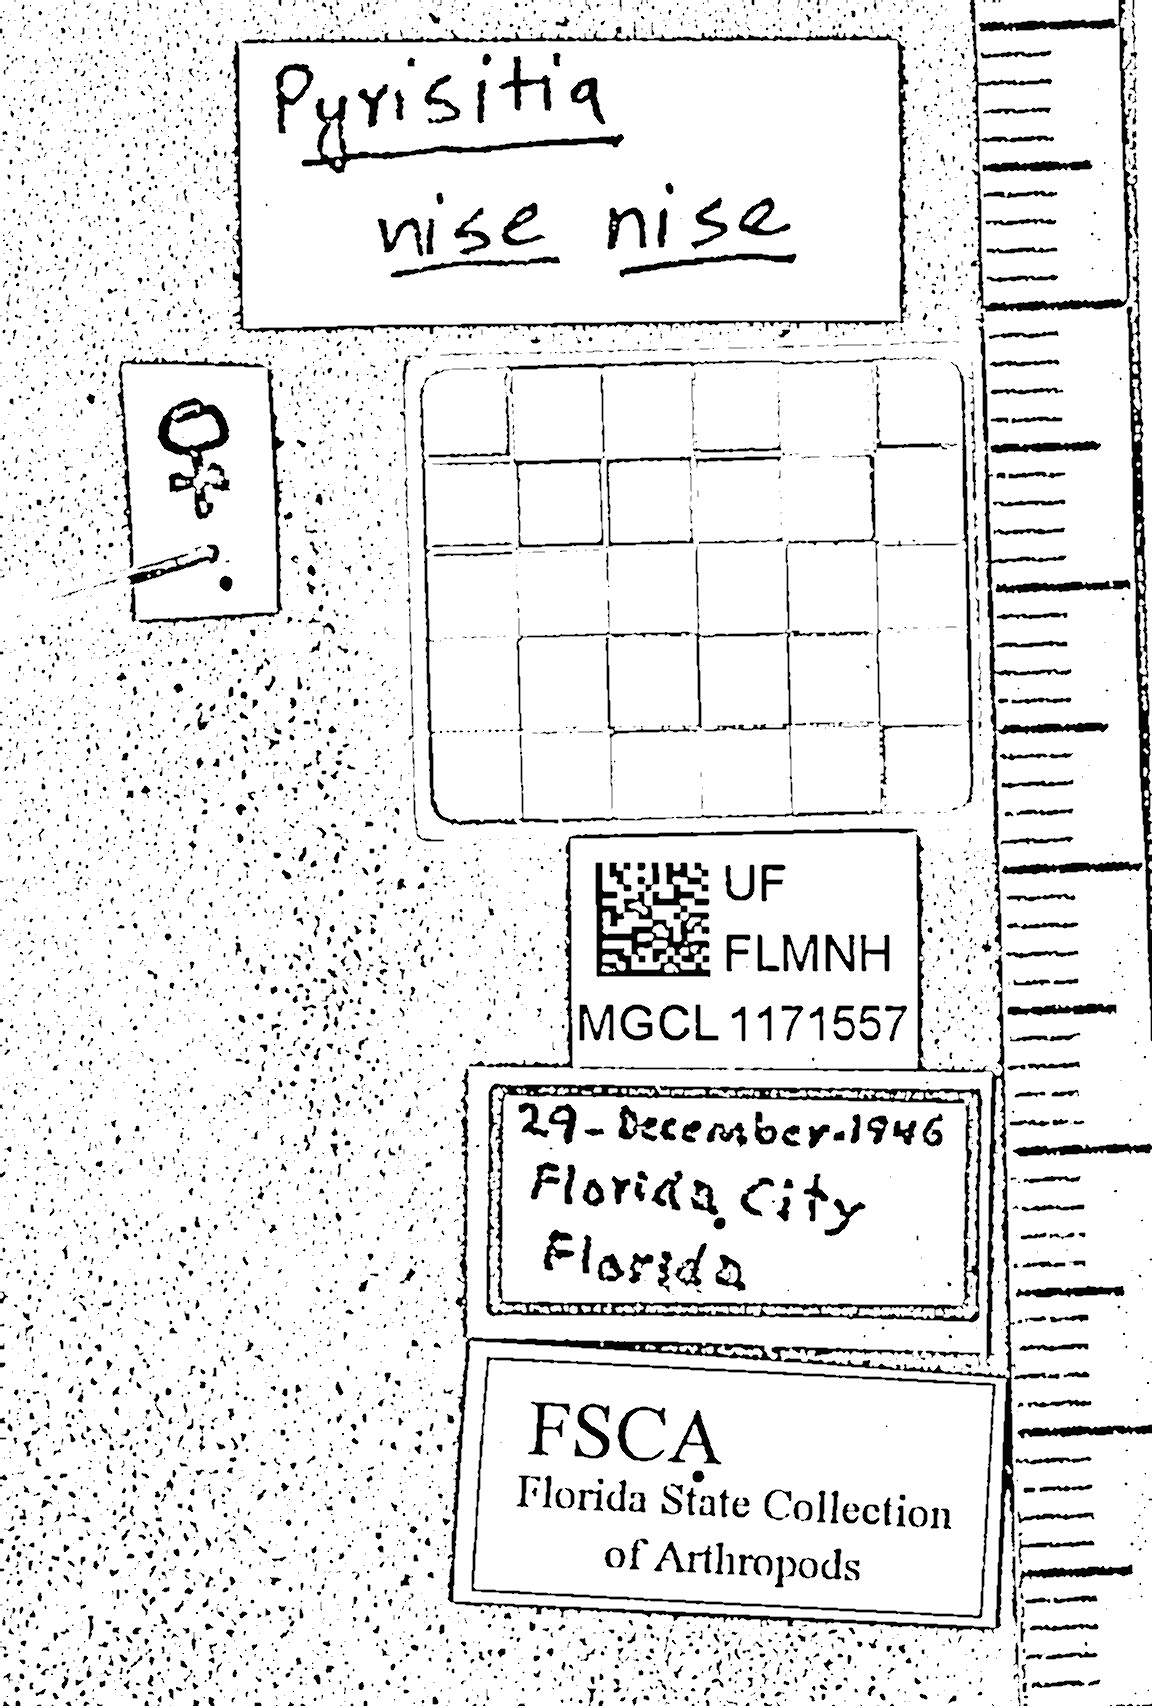 Pyrisitia
nise nise
♀
UF
FLMNH
MGCL 1171557
29-December-1946
Florida City
Florida
FSCA
Florida State Collection
of Arthropods